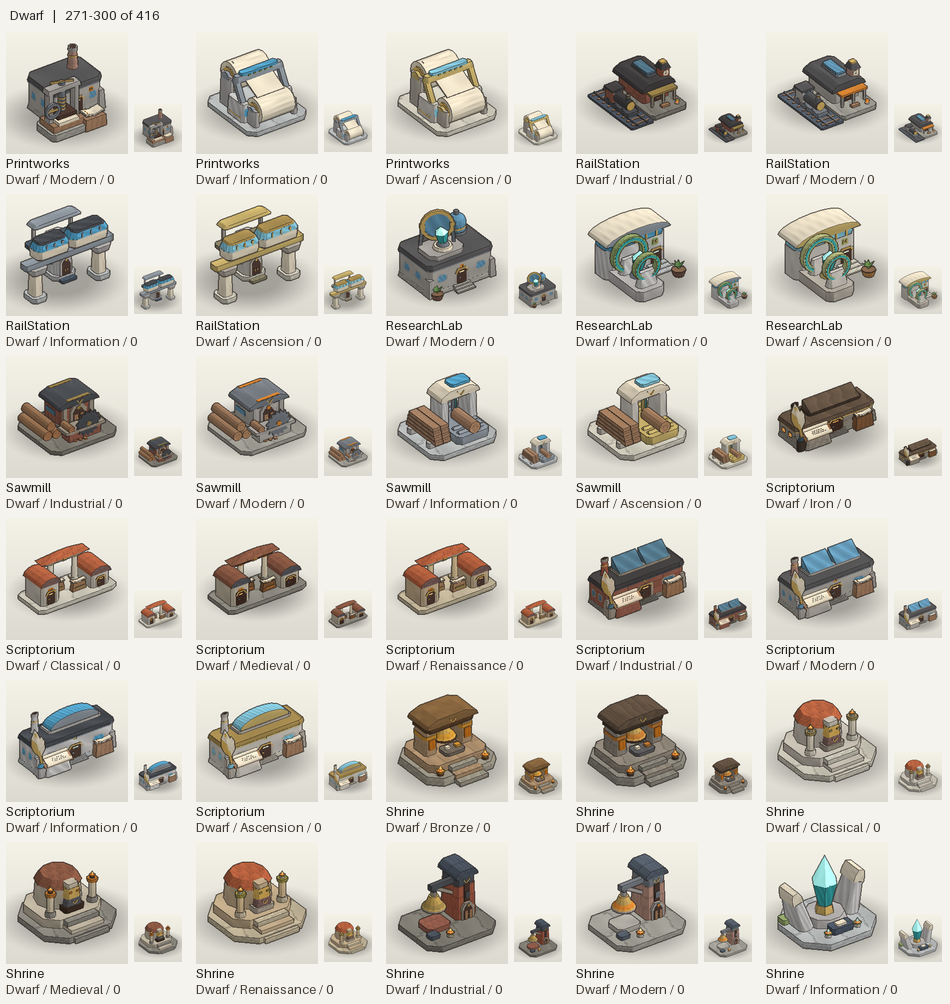 Dwarf | 271-300 of 416
Printworks
Dwarf / Modern / 0
Printworks
Dwarf / Information / 0
Printworks
Dwarf / Ascension / 0
RailStation
Dwarf / Industrial / 0
RailStation
Dwarf / Modern / 0
RailStation
Dwarf / Information / 0
RailStation
Dwarf / Ascension / 0
ResearchLab
Dwarf / Modern / 0
ResearchLab
Dwarf / Information / 0
ResearchLab
Dwarf / Ascension / 0
Sawmill
Dwarf / Industrial / 0
Sawmill
Dwarf / Modern / 0
Sawmill
Dwarf / Information / 0
Sawmill
Dwarf / Ascension / 0
Scriptorium
Dwarf / Iron / 0
Scriptorium
Dwarf / Classical / 0
Scriptorium
Dwarf / Medieval / 0
Scriptorium
Dwarf / Renaissance / 0
Scriptorium
Dwarf / Industrial / 0
Scriptorium
Dwarf / Modern / 0
Scriptorium
Dwarf / Information / 0
Scriptorium
Dwarf / Ascension / 0
Shrine
Dwarf / Bronze / 0
Shrine
Dwarf / Iron / 0
Shrine
Dwarf / Classical / 0
Shrine
Dwarf / Medieval / 0
Shrine
Dwarf / Renaissance / 0
Shrine
Dwarf / Industrial / 0
Shrine
Dwarf / Modern / 0
Shrine
Dwarf / Information / 0